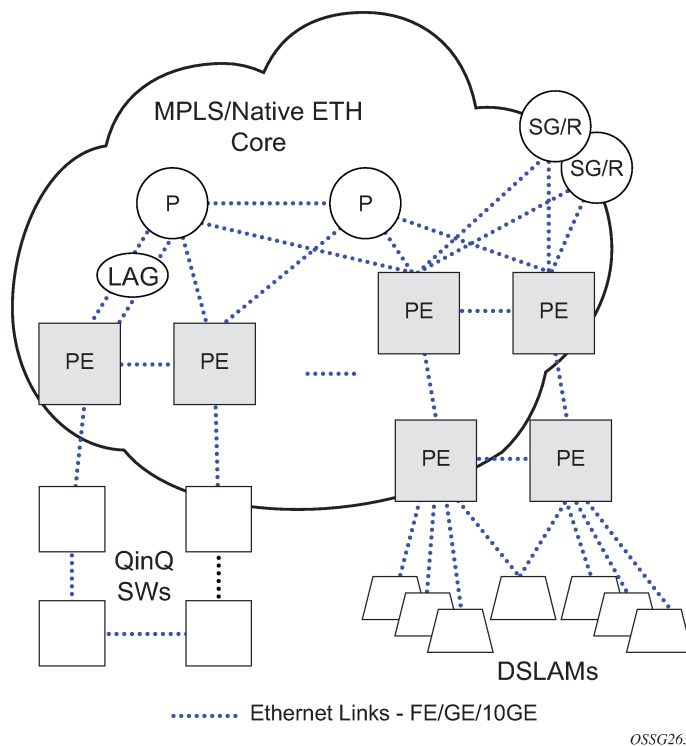 MPLS/Native ETH
Core
SG/R
SG/R
P
P
LAG
PE
PE
PE
PE
PE
PE
QinQ
SWs
DSLAMs
Ethernet Links - FE/GE/10GE